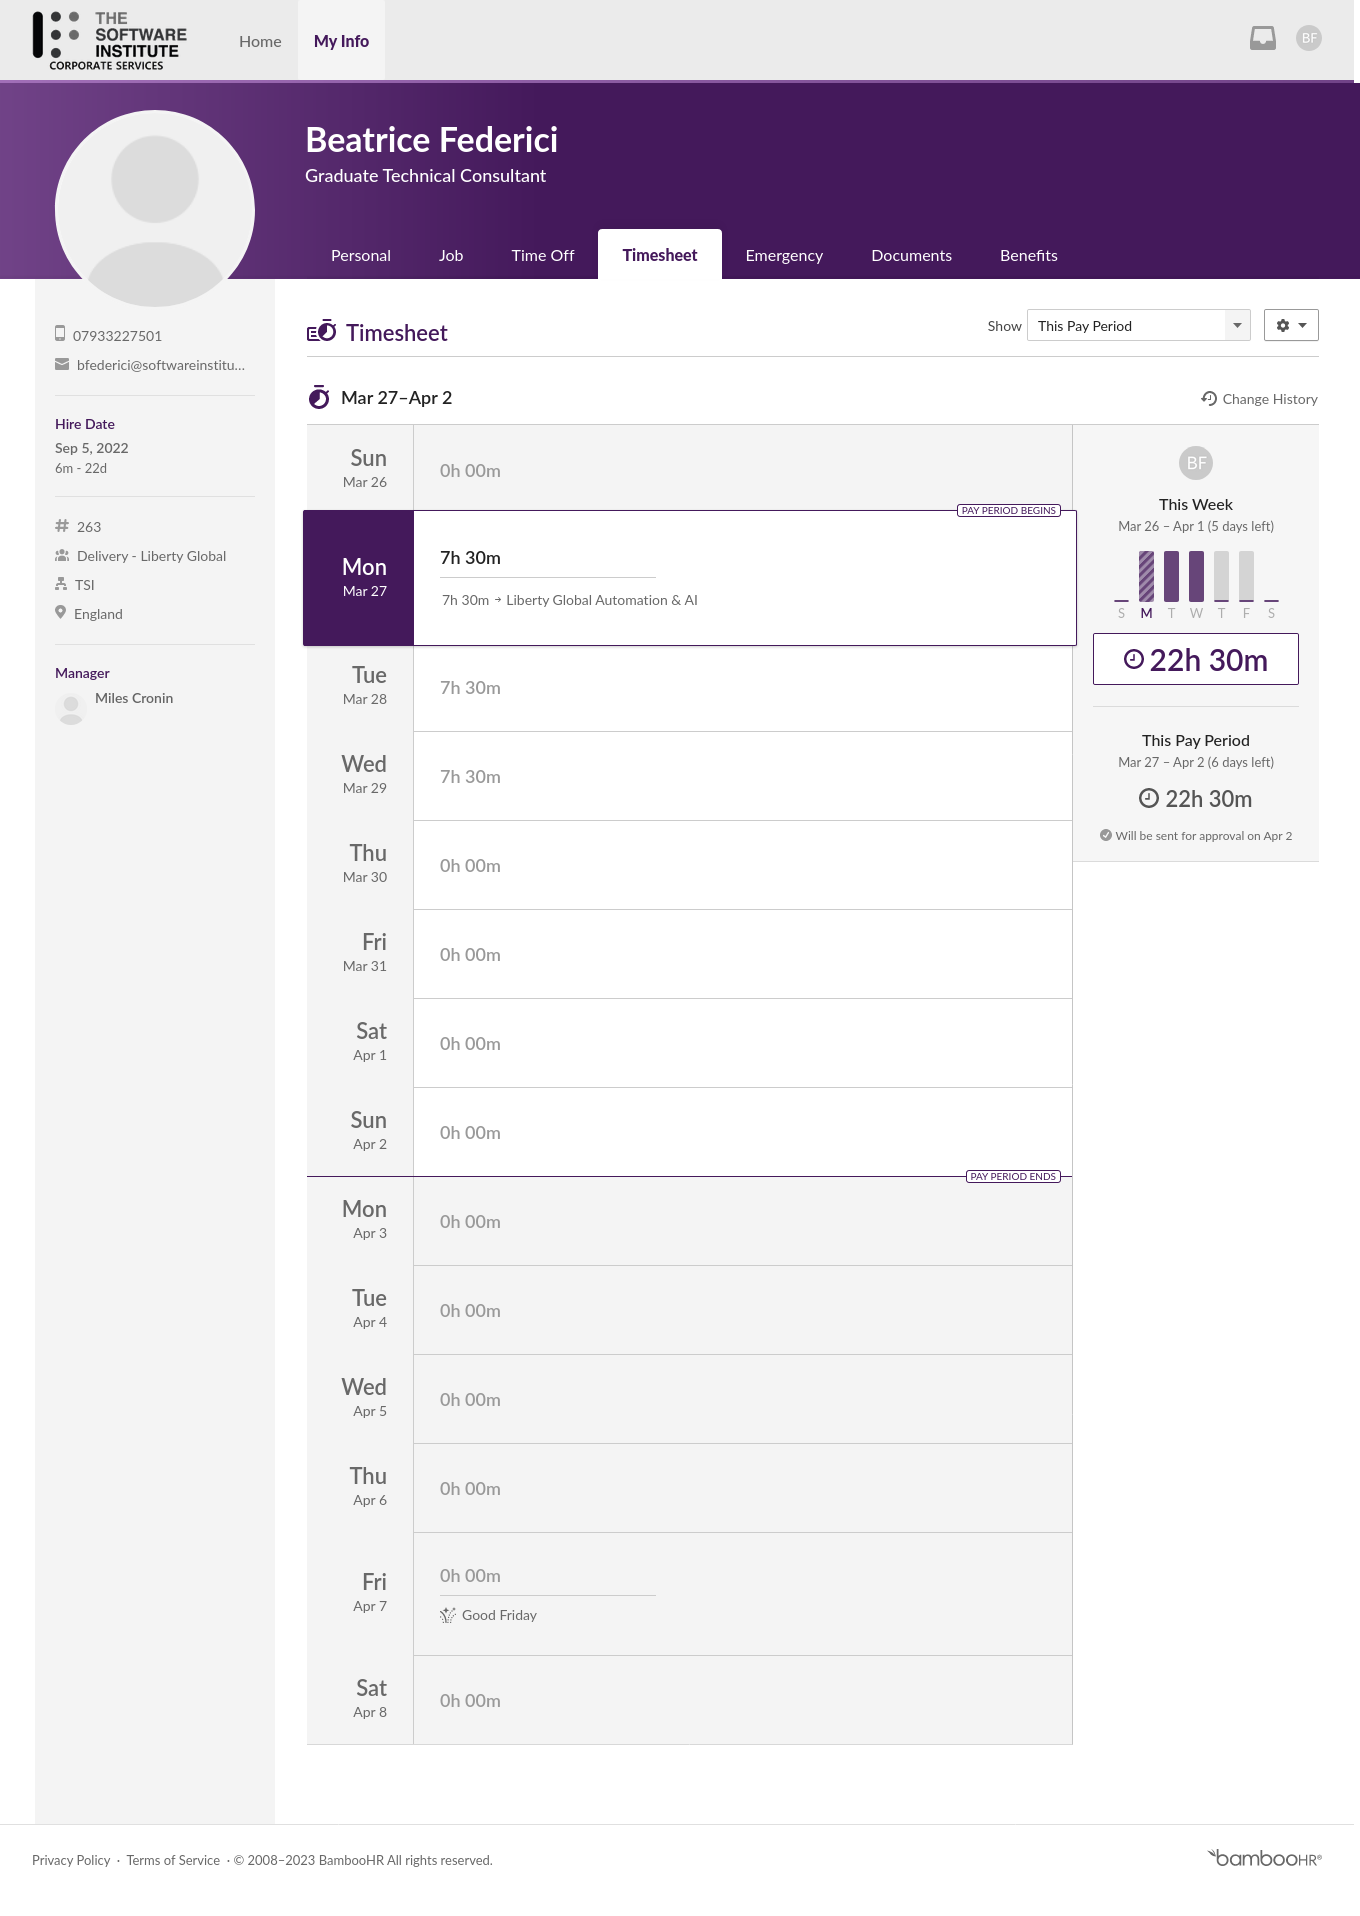 THE
SOFTWARE
INSTITUTE
CORPORATE SERVICES
Home
My Info
BF
Beatrice Federici
Graduate Technical Consultant
Personal
Job
Time Off
Timesheet
Emergency
Documents
Benefits
07933227501
bfederici@softwareinstitu...
Hire Date
Sep 5, 2022
6m - 22d
# 263
Delivery - Liberty Global
TSI
England
Manager
Miles Cronin
Timesheet
Show This Pay Period
Mar 27–Apr 2
Change History
Sun
Mar 26
0h 00m
PAY PERIOD BEGINS
Mon
Mar 27
7h 30m
7h 30m → Liberty Global Automation & AI
Tue
Mar 28
7h 30m
Wed
Mar 29
7h 30m
Thu
Mar 30
0h 00m
Fri
Mar 31
0h 00m
Sat
Apr 1
0h 00m
Sun
Apr 2
0h 00m
PAY PERIOD ENDS
Mon
Apr 3
0h 00m
Tue
Apr 4
0h 00m
Wed
Apr 5
0h 00m
Thu
Apr 6
0h 00m
Fri
Apr 7
0h 00m
Good Friday
Sat
Apr 8
0h 00m
BF
This Week
Mar 26 – Apr 1 (5 days left)
S M T W T F S
22h 30m
This Pay Period
Mar 27 – Apr 2 (6 days left)
22h 30m
Will be sent for approval on Apr 2
Privacy Policy · Terms of Service · © 2008–2023 BambooHR All rights reserved.
bambooHR®